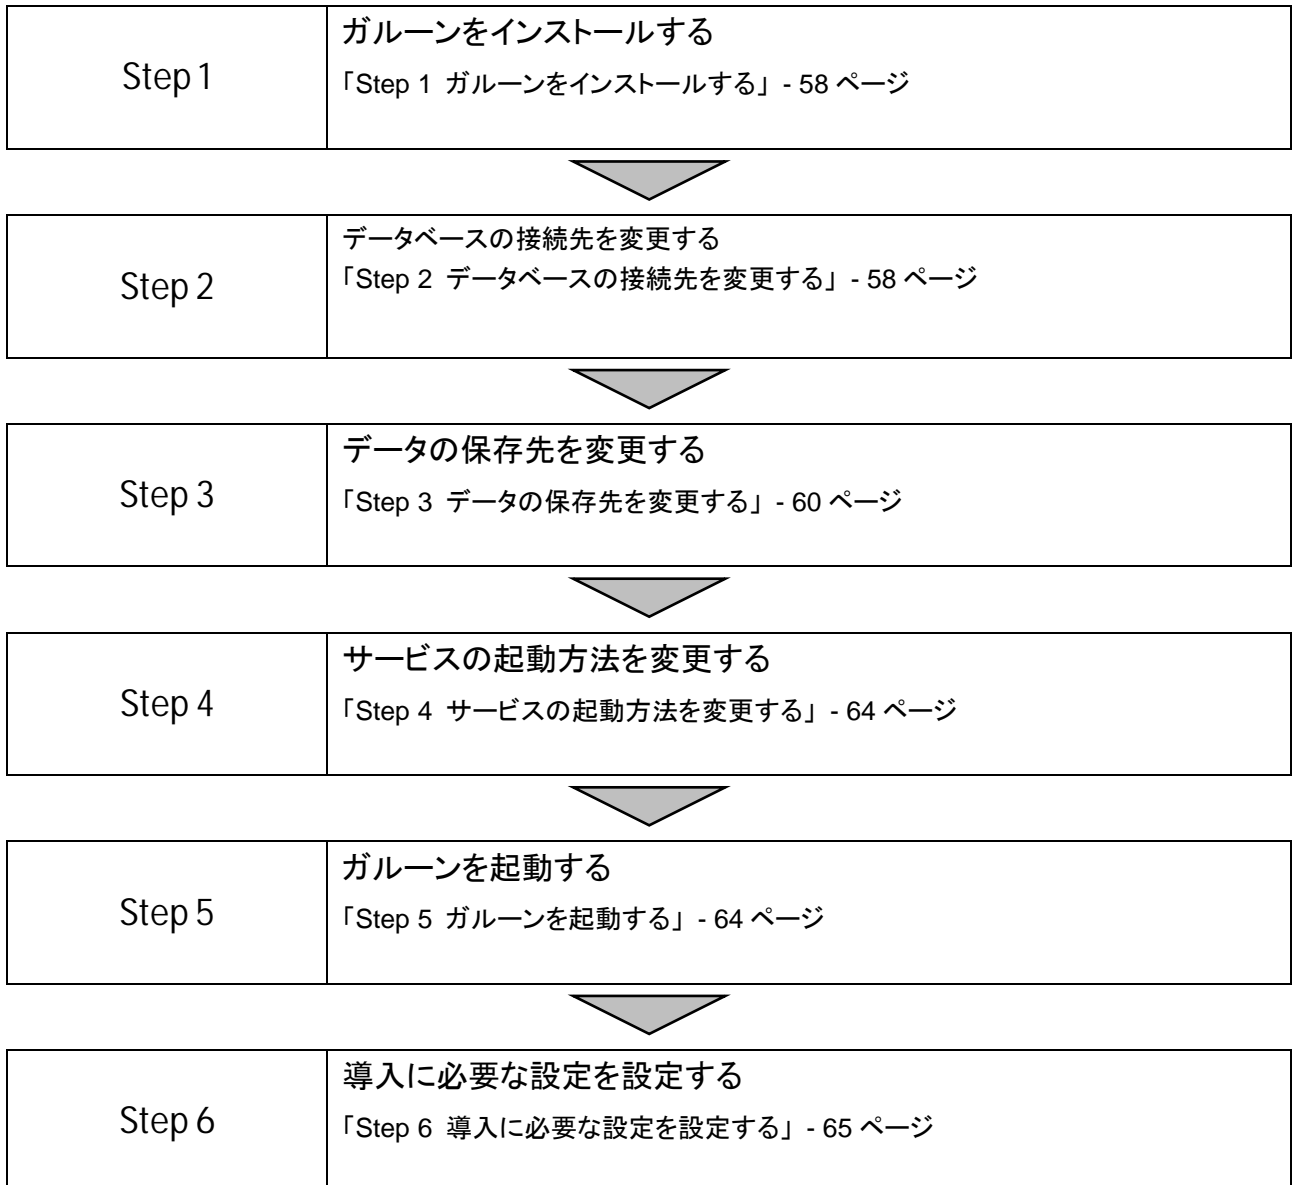 Step 1
ガルーンをインストールする
「Step 1 ガルーンをインストールする」 - 58 ページ
Step 2
データベースの接続先を変更する
「Step 2 データベースの接続先を変更する」 - 58 ページ
Step 3
データの保存先を変更する
「Step 3 データの保存先を変更する」 - 60 ページ
Step 4
サービスの起動方法を変更する
「Step 4 サービスの起動方法を変更する」 - 64 ページ
Step 5
ガルーンを起動する
「Step 5 ガルーンを起動する」 - 64 ページ
Step 6
導入に必要な設定を設定する
「Step 6 導入に必要な設定を設定する」 - 65 ページ